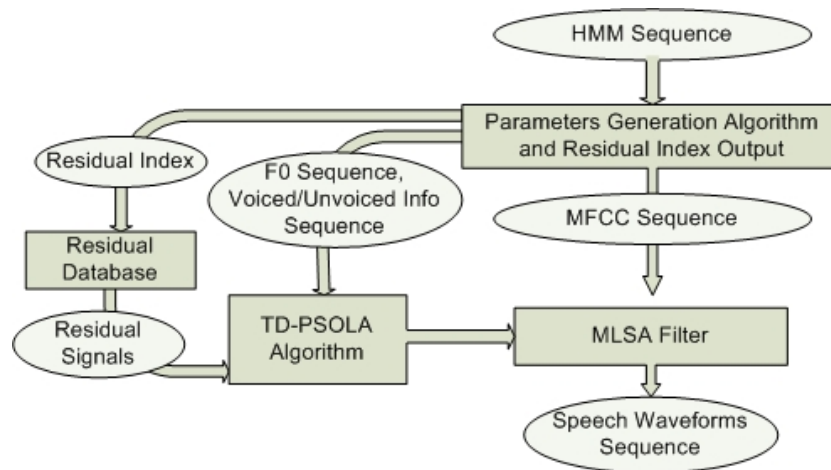 HMM Sequence
Parameters Generation Algorithm
and Residual Index Output
Residual Index
F0 Sequence,
Voiced/Unvoiced Info
Sequence
MFCC Sequence
Residual
Database
Residual
Signals
TD-PSOLA
Algorithm
MLSA Filter
Speech Waveforms
Sequence